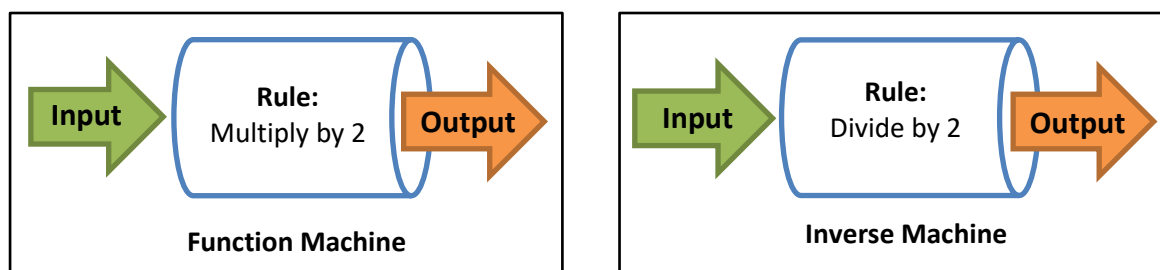 Input
Rule:
Multiply by 2
Output
Function Machine
Input
Rule:
Divide by 2
Output
Inverse Machine